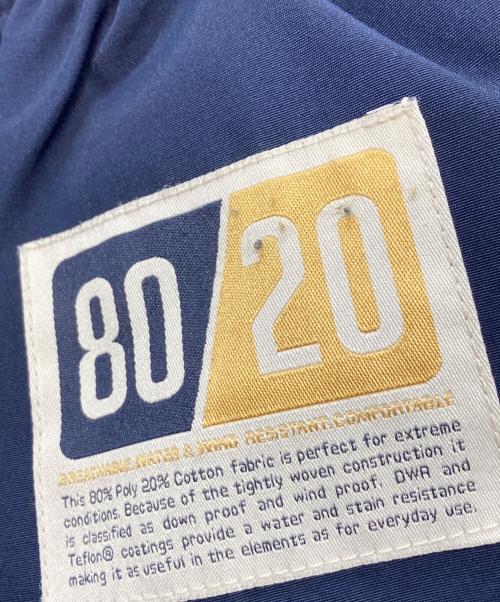 80 20
BREATHABLE.WATER & WIND RESISTANT.COMFORTABLE
This 80% Poly 20% Cotton fabric is perfect for extreme
conditions. Because of the tightly woven construction it
is classified as down proof and wind proof. DWR and
Teflon® coatings provide a water and stain resistance
making it as useful in the elements as for everyday use.